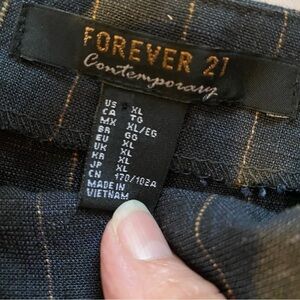 FOREVER 21
Contemporary
US XL
CA TG
MX XL/EG
BR GG
EU XL
UK XL
KR XL
JP XL
CN 170/102A
MADE IN
VIETNAM